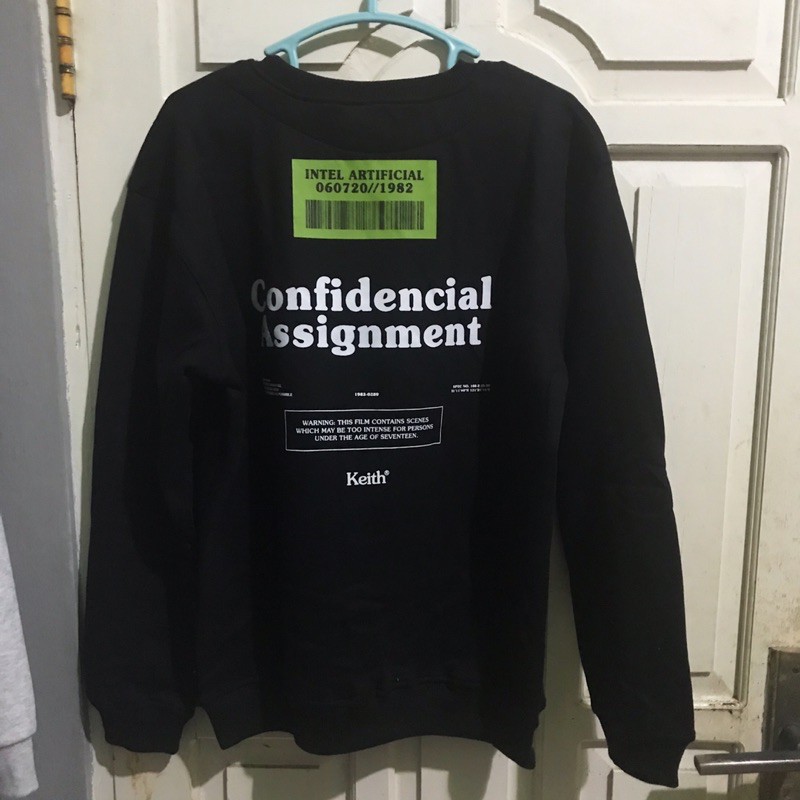 INTEL ARTIFICIAL
060720//1982
Confidencial
Assignment
1982-0289
WARNING: THIS FILM CONTAINS SCENES
WHICH MAY BE TOO INTENSE FOR PERSONS
UNDER THE AGE OF SEVENTEEN.
Keith®